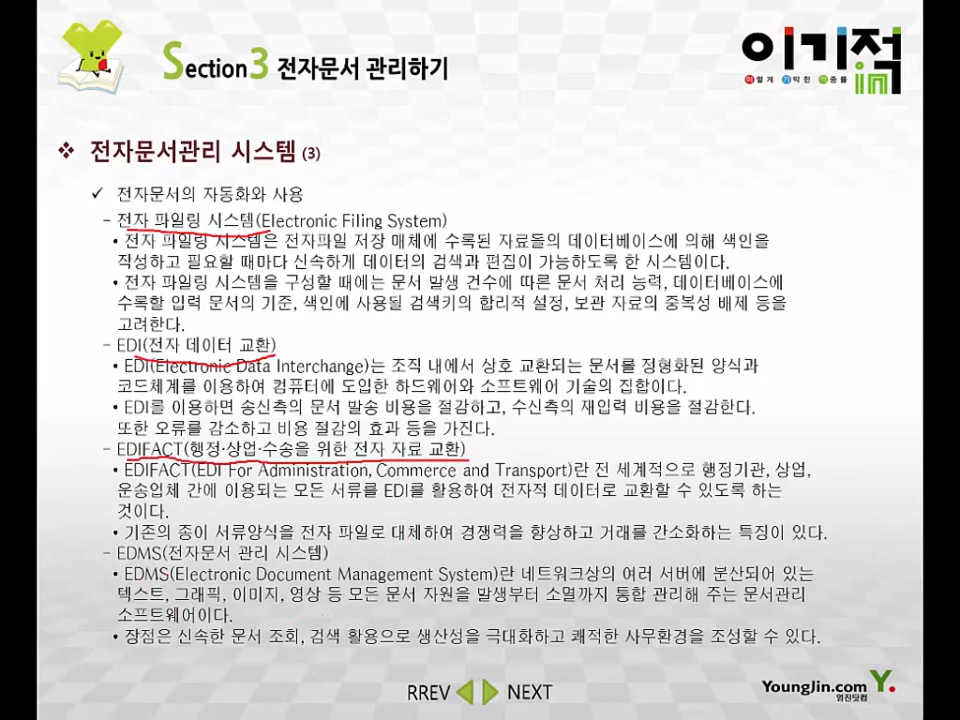 Section3 전자문서 관리하기
이기적in
이렇게 기막힌 적중률
❖ 전자문서관리 시스템 (3)
✓ 전자문서의 자동화와 사용
– 전자 파일링 시스템(Electronic Filing System)
• 전자 파일링 시스템은 전자파일 저장 매체에 수록된 자료들의 데이터베이스에 의해 색인을
작성하고 필요할 때마다 신속하게 데이터의 검색과 편집이 가능하도록 한 시스템이다.
• 전자 파일링 시스템을 구성할 때에는 문서 발생 건수에 따른 문서 처리 능력, 데이터베이스에
수록할 입력 문서의 기준, 색인에 사용될 검색키의 합리적 설정, 보관 자료의 중복성 배제 등을
고려한다.
– EDI(전자 데이터 교환)
• EDI(Electronic Data Interchange)는 조직 내에서 상호 교환되는 문서를 정형화된 양식과
코드체계를 이용하여 컴퓨터에 도입한 하드웨어와 소프트웨어 기술의 집합이다.
• EDI를 이용하면 송신측의 문서 발송 비용을 절감하고, 수신측의 재입력 비용을 절감한다.
또한 오류를 감소하고 비용 절감의 효과 등을 가진다.
– EDIFACT(행정·상업·수송을 위한 전자 자료 교환)
• EDIFACT(EDI For Administration, Commerce and Transport)란 전 세계적으로 행정기관, 상업,
운송업체 간에 이용되는 모든 서류를 EDI를 활용하여 전자적 데이터로 교환할 수 있도록 하는
것이다.
• 기존의 종이 서류양식을 전자 파일로 대체하여 경쟁력을 향상하고 거래를 간소화하는 특징이 있다.
– EDMS(전자문서 관리 시스템)
• EDMS(Electronic Document Management System)란 네트워크상의 여러 서버에 분산되어 있는
텍스트, 그래픽, 이미지, 영상 등 모든 문서 자원을 발생부터 소멸까지 통합 관리해 주는 문서관리
소프트웨어이다.
• 장점은 신속한 문서 조회, 검색 활용으로 생산성을 극대화하고 쾌적한 사무환경을 조성할 수 있다.
RREV NEXT
YoungJin.com Y.
영진닷컴